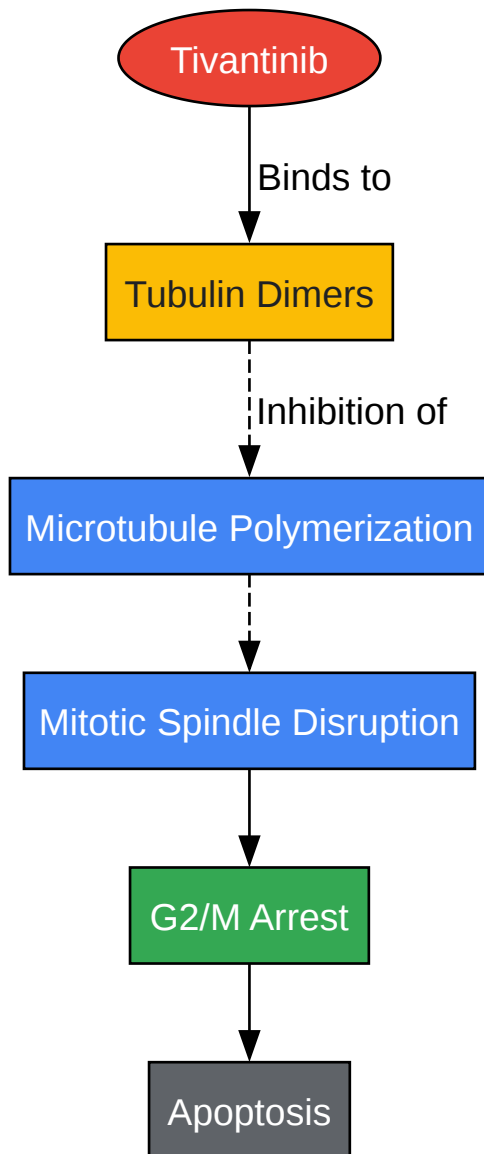 Tivantinib
Binds to
Tubulin Dimers
Inhibition of
Microtubule Polymerization
Mitotic Spindle Disruption
G2/M Arrest
Apoptosis